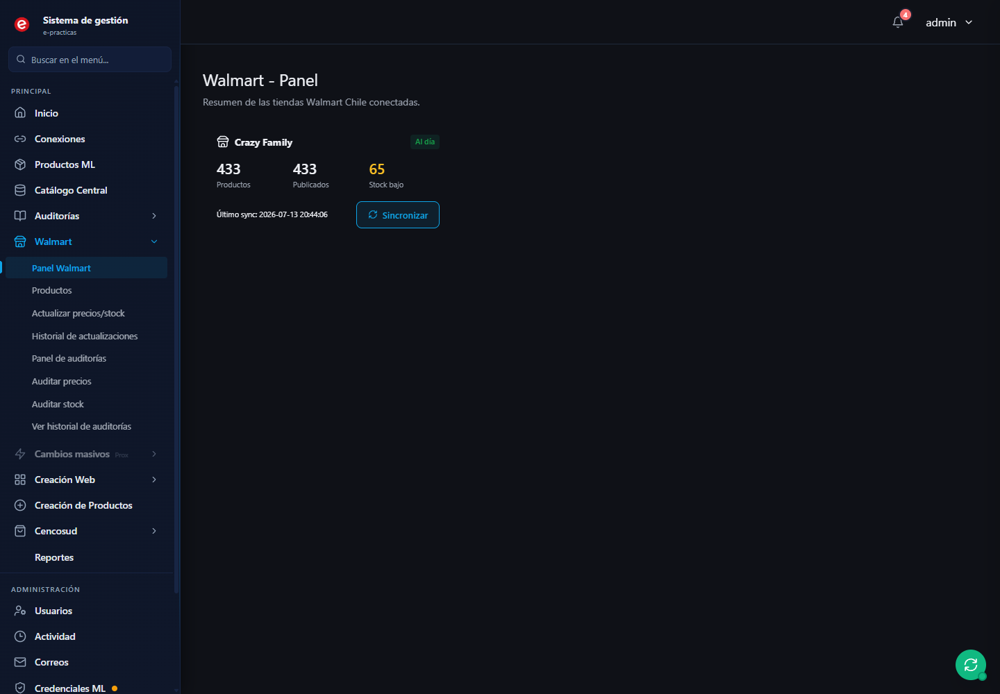 Sistema de gestión
e-practicas
Buscar en el menú...
PRINCIPAL
Inicio
Conexiones
Productos ML
Catálogo Central
Auditorías
Walmart
Panel Walmart
Productos
Actualizar precios/stock
Historial de actualizaciones
Panel de auditorías
Auditar precios
Auditar stock
Ver historial de auditorías
Cambios masivos Prox
Creación Web
Creación de Productos
Cencosud
Reportes
ADMINISTRACIÓN
Usuarios
Actividad
Correos
Credenciales ML
4
admin
Walmart - Panel
Resumen de las tiendas Walmart Chile conectadas.
Crazy Family
Al día
433 433 65
Productos Publicados Stock bajo
Último sync: 2026-07-13 20:44:06
Sincronizar